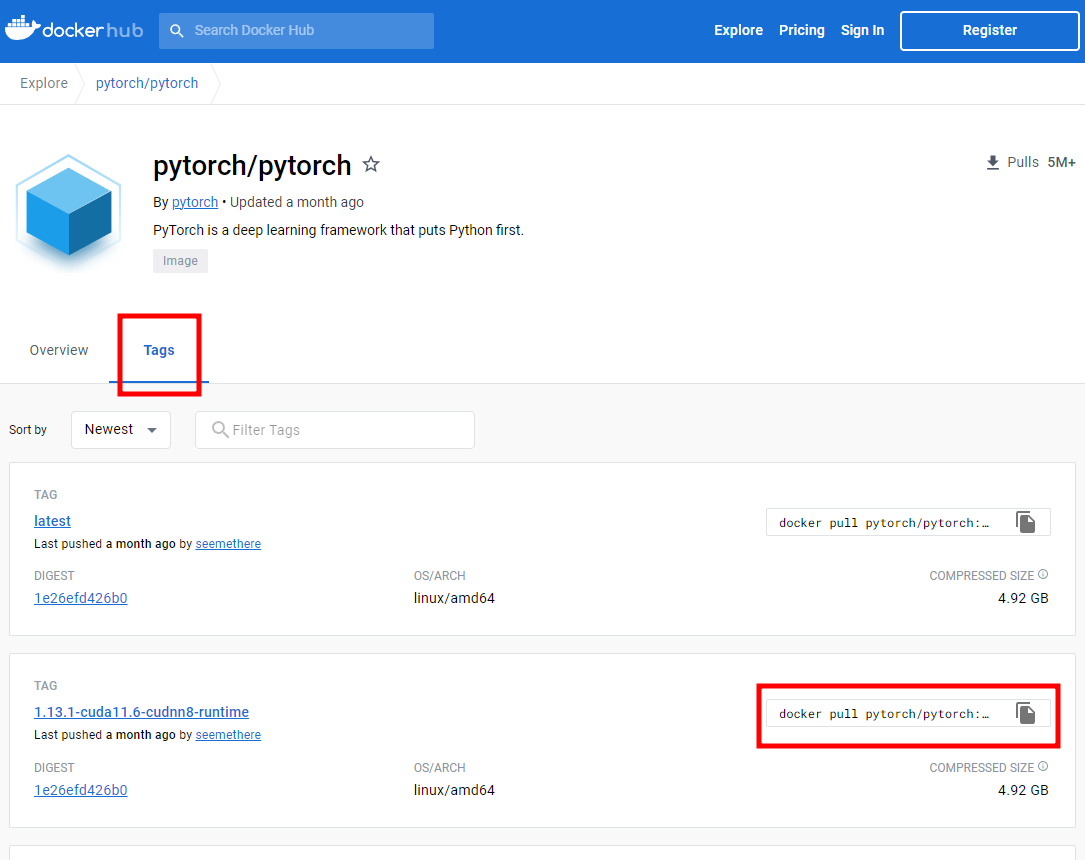 docker hub
Search Docker Hub
Explore Pricing Sign In Register
Explore pytorch/pytorch
pytorch/pytorch
Pulls 5M+
By pytorch • Updated a month ago
PyTorch is a deep learning framework that puts Python first.
Image
Overview Tags
Sort by Newest Filter Tags
TAG
latest
docker pull pytorch/pytorch:…
Last pushed a month ago by seemethere
DIGEST OS/ARCH COMPRESSED SIZE
1e26efd426b0 linux/amd64 4.92 GB
TAG
1.13.1-cuda11.6-cudnn8-runtime
docker pull pytorch/pytorch:…
Last pushed a month ago by seemethere
DIGEST OS/ARCH COMPRESSED SIZE
1e26efd426b0 linux/amd64 4.92 GB